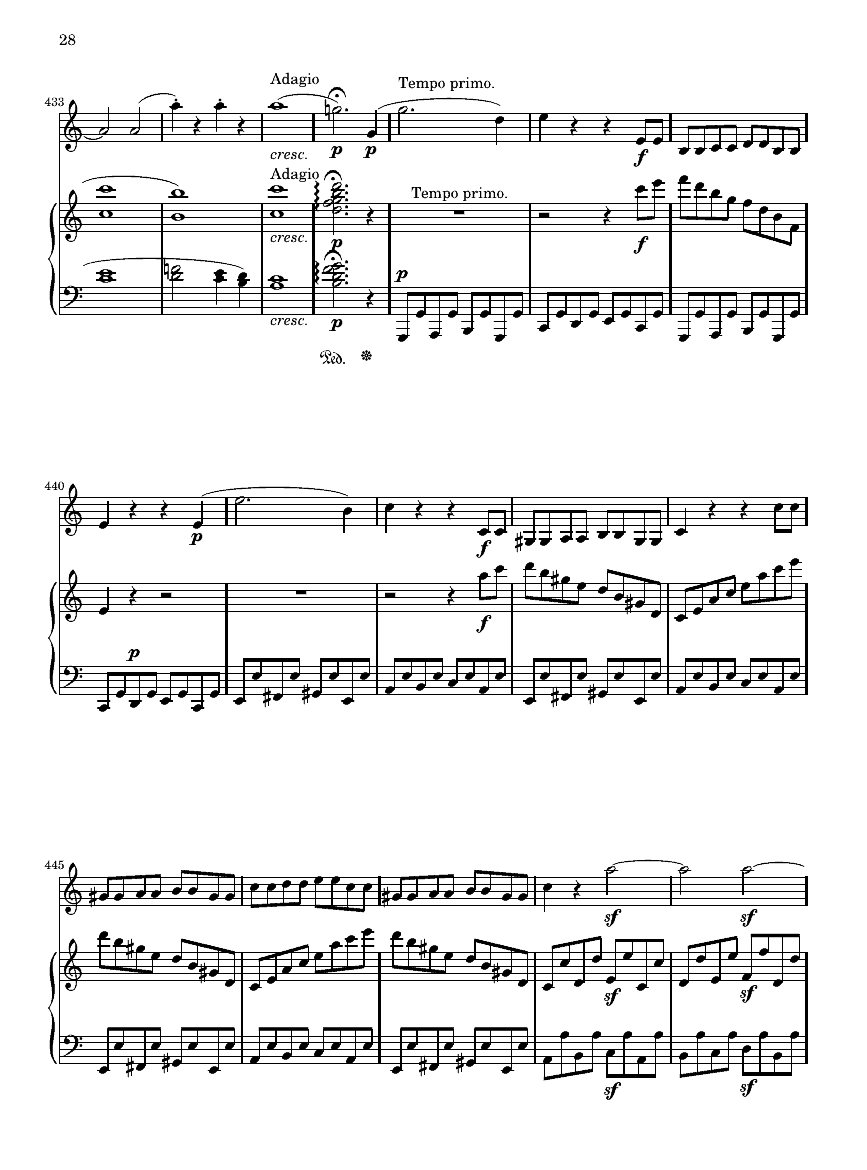 28
433
Adagio
Tempo primo.
cresc.
p
p
f
Adagio
Tempo primo.
cresc.
p
f
p
cresc.
p
Ped.
440
p
f
f
p
445
sf
sf
sf
sf
sf
sf